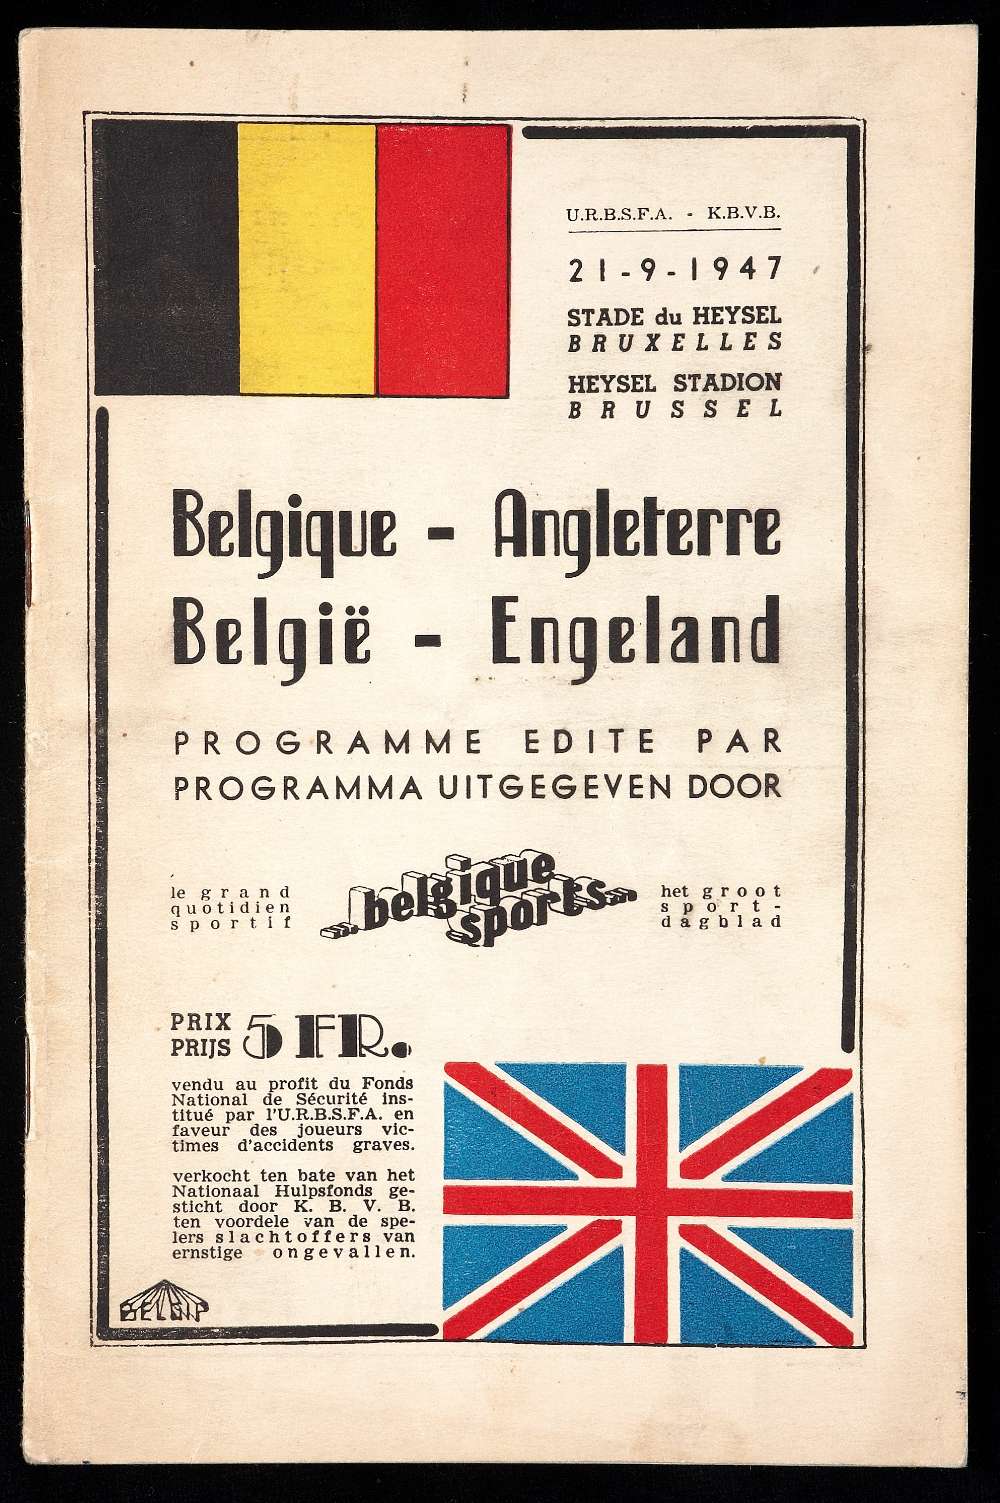 U.R.B.S.F.A. - K.B.V.B.
21-9-1947
STADE du HEYSEL
BRUXELLES
HEYSEL STADION
BRUSSEL
Belgique - Angleterre
België - Engeland
PROGRAMME EDITE PAR
PROGRAMMA UITGEGEVEN DOOR
le grand
quotidien
sportif
...belgique
sports...
het groot
sport-
dagblad
PRIX
PRIJS
5 FR.
vendu au profit du Fonds
National de Sécurité ins-
titué par l'U.R.B.S.F.A. en
faveur des joueurs vic-
times d'accidents graves.
verkocht ten bate van het
Nationaal Hulpsfonds ge-
sticht door K. B. V. B.
ten voordele van de spe-
lers slachtoffers van
ernstige ongevallen.
BELGIP